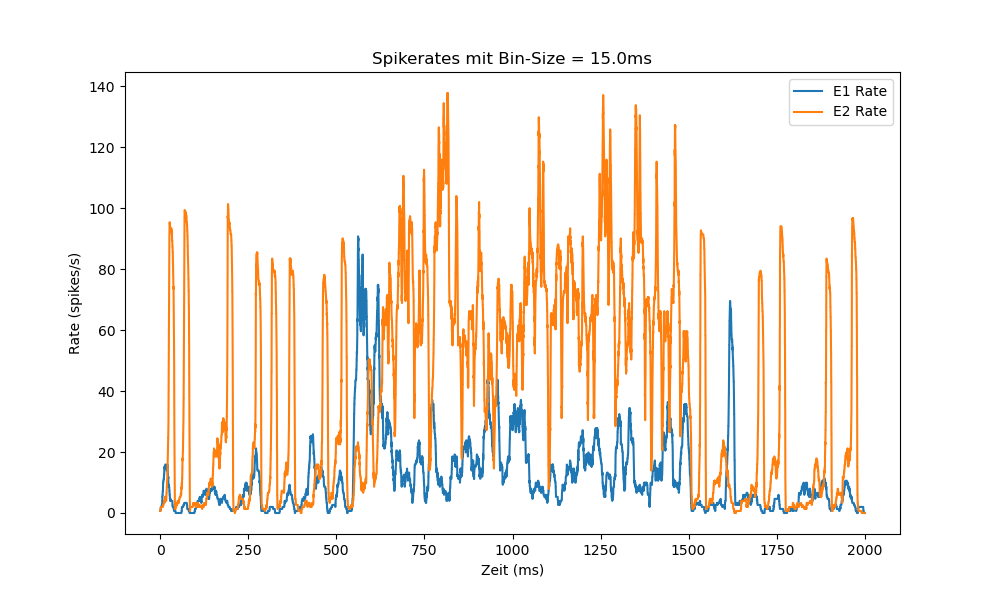 Spikerates mit Bin-Size = 15.0ms
E1 Rate
E2 Rate
140
120
100
80
60
40
20
0
Rate (spikes/s)
0 250 500 750 1000 1250 1500 1750 2000
Zeit (ms)